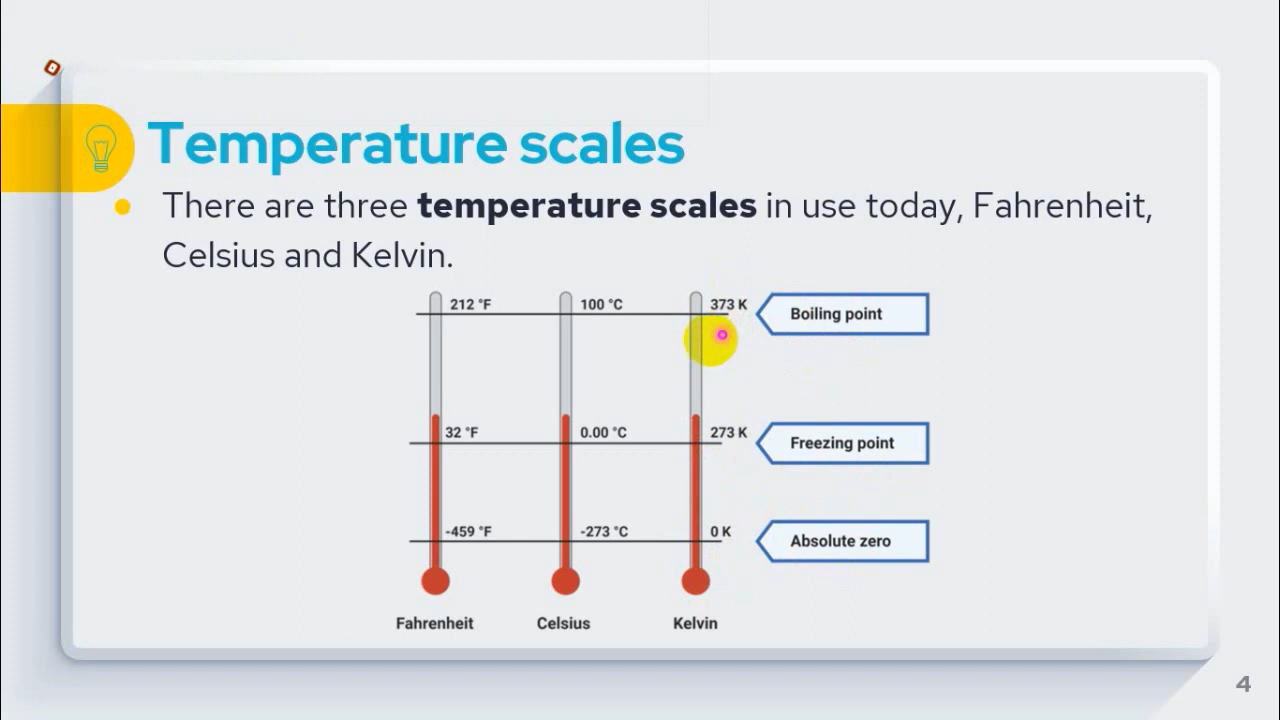 Temperature scales
There are three temperature scales in use today, Fahrenheit,
Celsius and Kelvin.
212 °F 100 °C 373 K Boiling point
32 °F 0.00 °C 273 K Freezing point
-459 °F -273 °C 0 K Absolute zero
Fahrenheit Celsius Kelvin
4